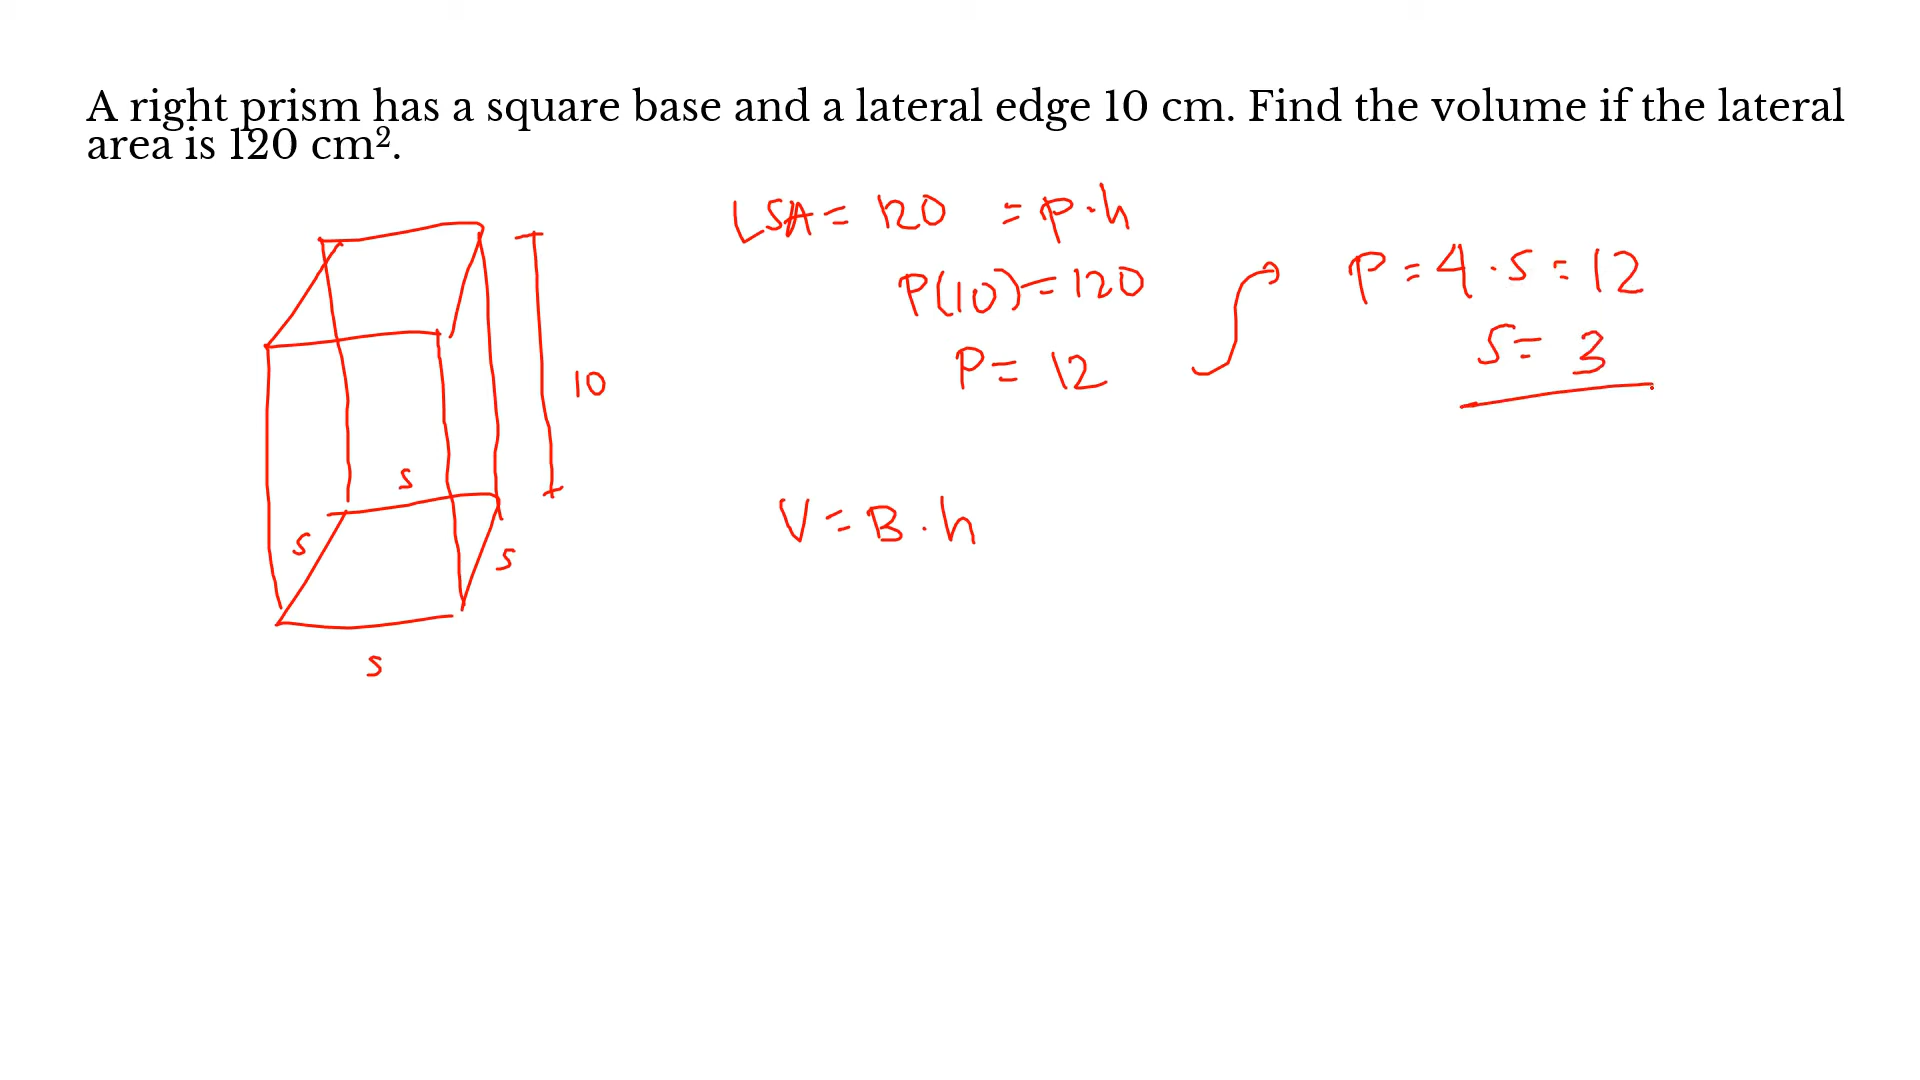 A right prism has a square base and a lateral edge 10 cm. Find the volume if the lateral
area is 120 cm².
LSA = 120 = p·h
P(10) = 120
P = 12
P = 4·s = 12
s = 3
10
s
s
s
s
V = B·h